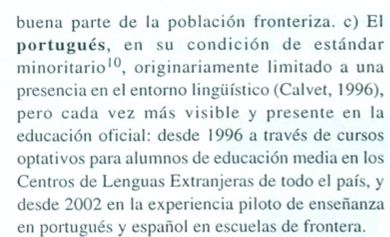 buena parte de la población fronteriza. c) El
portugués, en su condición de estándar
minoritario¹⁰, originariamente limitado a una
presencia en el entorno lingüístico (Calvet, 1996),
pero cada vez más visible y presente en la
educación oficial: desde 1996 a través de cursos
optativos para alumnos de educación media en los
Centros de Lenguas Extranjeras de todo el país, y
desde 2002 en la experiencia piloto de enseñanza
en portugués y español en escuelas de frontera.